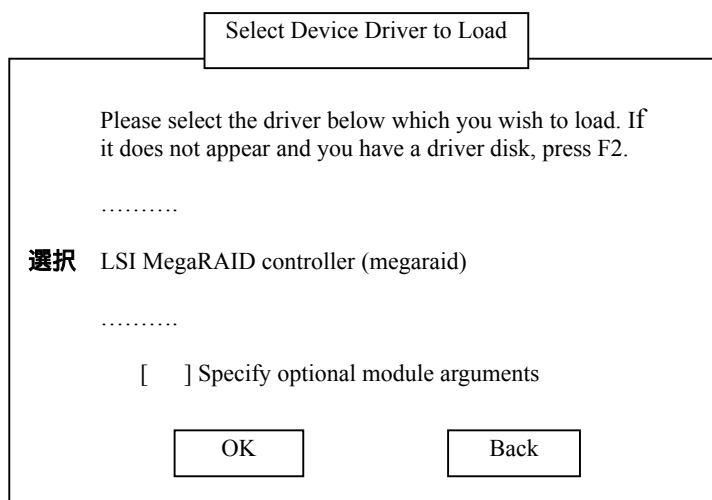 Select Device Driver to Load
Please select the driver below which you wish to load. If
it does not appear and you have a driver disk, press F2.
……….
選択 LSI MegaRAID controller (megaraid)
……….
[ ] Specify optional module arguments
OK Back